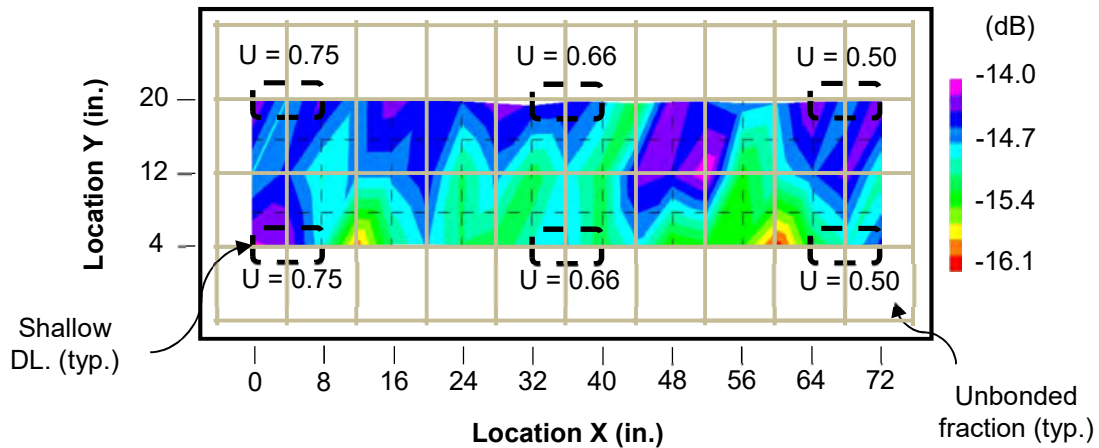 (dB)
U = 0.75
U = 0.66
U = 0.50
-14.0
-14.7
-15.4
-16.1
Location Y (in.)
20
12
4
U = 0.75
U = 0.66
U = 0.50
Shallow
DL. (typ.)
0
8
16
24
32
40
48
56
64
72
Location X (in.)
Unbonded
fraction (typ.)